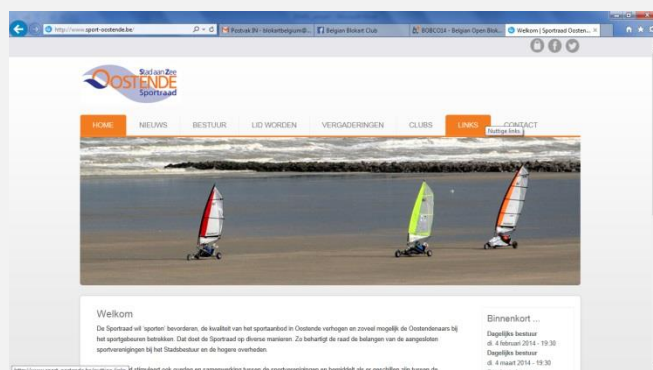 http://www.sport-oostende.be/
Postvak IN - blokartbelgium@...
Belgian Blokart Club
BOBCO14 - Belgian Open Blok...
Welkom | Sportraad Oosten...
Stad aan Zee
OOSTENDE
Sportraad
HOME NIEUWS BESTUUR LID WORDEN VERGADERINGEN CLUBS LINKS CONTACT
Nuttige links
Welkom
De Sportraad wil 'sporten' bevorderen, de kwaliteit van het sportaanbod in Oostende verhogen en zoveel mogelijk de Oostendenaars bij
het sportgebeuren betrekken. Dat doet de Sportraad op diverse manieren. Zo behartigt de raad de belangen van de aangesloten
sportverenigingen bij het Stadsbestuur en de hogere overheden.
Binnenkort ...
Dagelijks bestuur
di. 4 februari 2014 - 19:30
Dagelijks bestuur
di. 4 maart 2014 - 19:30